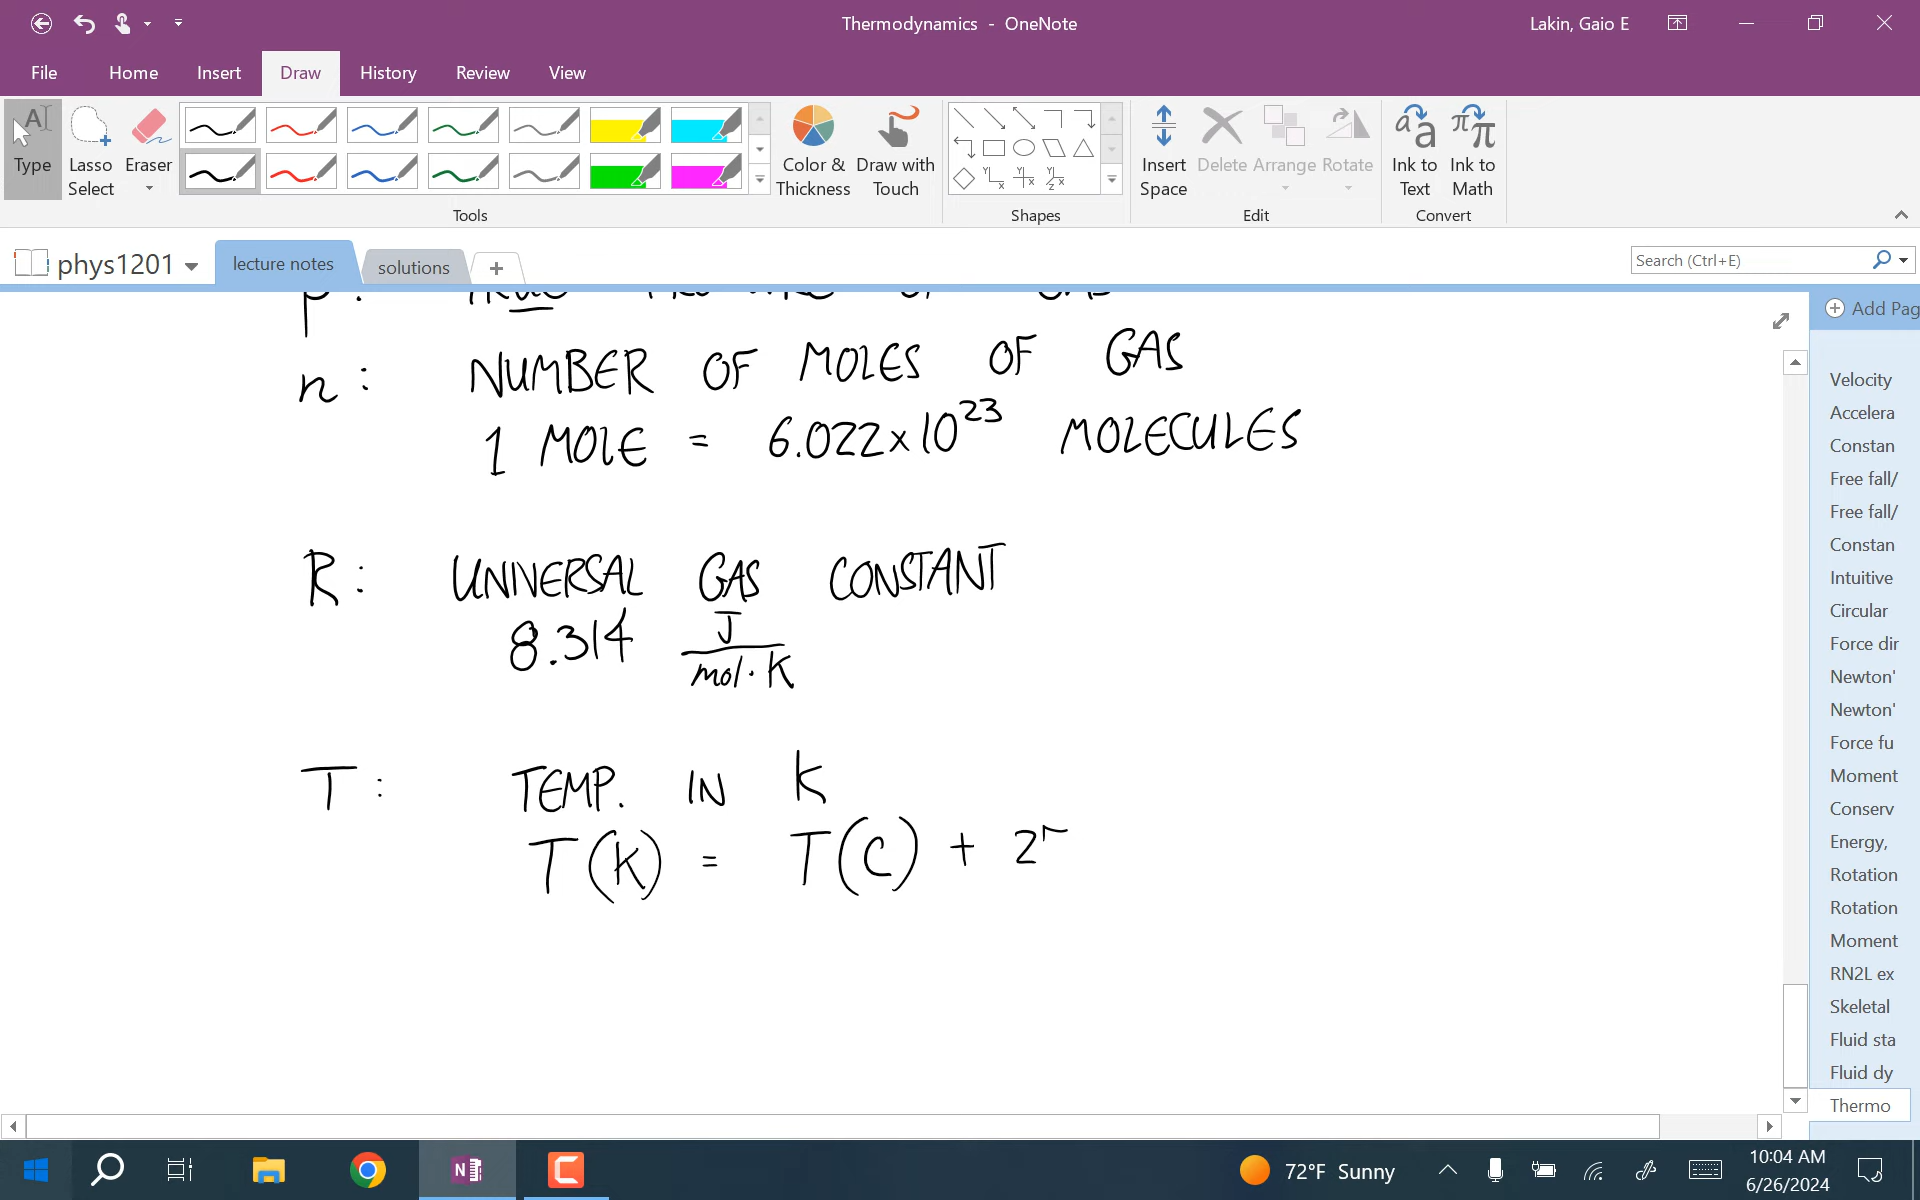 Thermodynamics - OneNote
Lakin, Gaio E
File Home Insert Draw History Review View
Type
Lasso Select
Eraser
Color & Thickness
Draw with Touch
Insert Space
Delete
Arrange
Rotate
Ink to Text
Ink to Math
Tools
Shapes
Edit
Convert
phys1201
lecture notes
solutions
Search (Ctrl+E)
Add Pag
n : NUMBER OF MOLES OF GAS
1 MOLE = 6.022×10²³ MOLECULES
R : UNIVERSAL GAS CONSTANT
8.314 J/mol·K
T : TEMP. IN K
T(K) = T(C) + 2
Velocity
Accelera
Constan
Free fall/
Free fall/
Constan
Intuitive
Circular
Force dir
Newton'
Newton'
Force fu
Moment
Conserv
Energy,
Rotation
Rotation
Moment
RN2L ex
Skeletal
Fluid sta
Fluid dy
Thermo
72°F Sunny
10:04 AM
6/26/2024